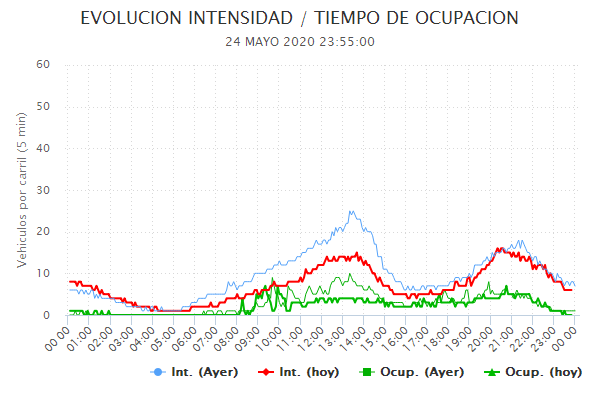 EVOLUCION INTENSIDAD / TIEMPO DE OCUPACION
24 MAYO 2020 23:55:00
Vehículos por carril (5 min)
60
50
40
30
20
10
0
00:00 01:00 02:00 03:00 04:00 05:00 06:00 07:00 08:00 09:00 10:00 11:00 12:00 13:00 14:00 15:00 16:00 17:00 18:00 19:00 20:00 21:00 22:00 23:00 00:00
Int. (Ayer) Int. (hoy) Ocup. (Ayer) Ocup. (hoy)